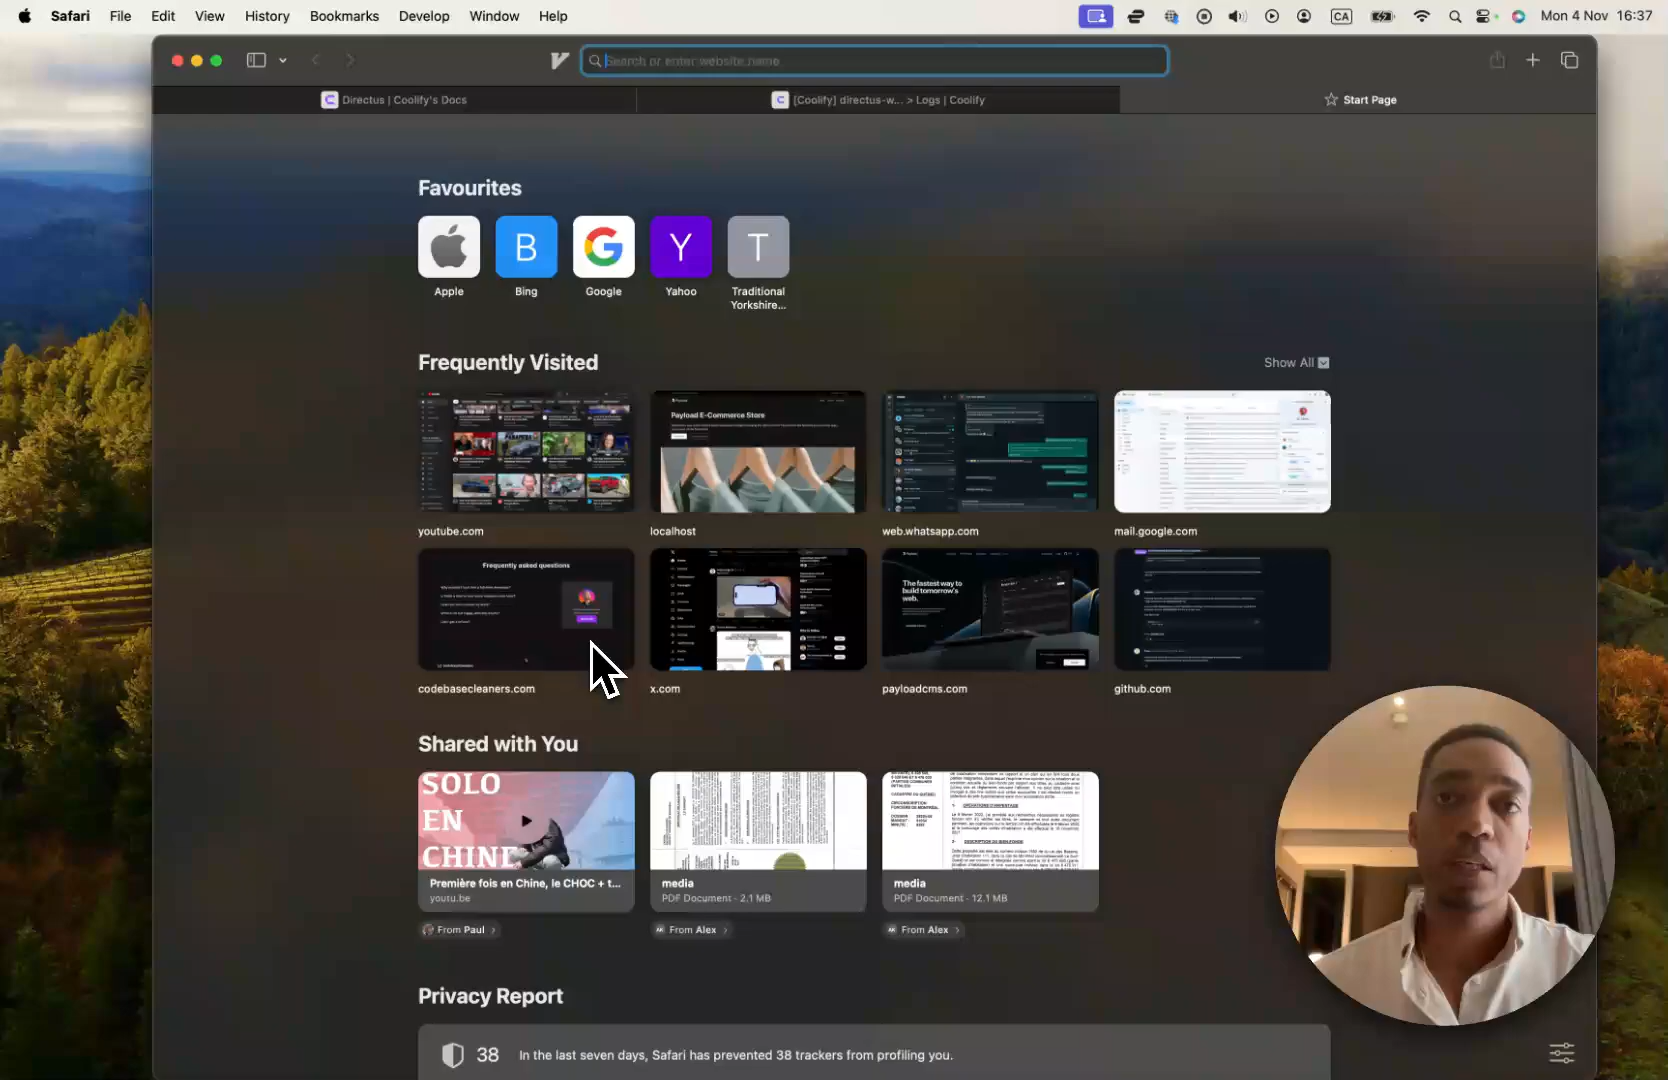 Safari File Edit View History Bookmarks Develop Window Help CA Mon 4 Nov 16:37
Search or enter website name
Directus | Coolify's Docs
[Coolify] directus-w... > Logs | Coolify
Start Page
Favourites
B
G
Y
T
Apple
Bing
Google
Yahoo
Traditional
Yorkshire...
Frequently Visited
Show All
Payload E-Commerce Store
youtube.com
localhost
web.whatsapp.com
mail.google.com
Frequently asked questions
The fastest way to
build tomorrow's
web.
codebasecleaners.com
x.com
payloadcms.com
github.com
Shared with You
SOLO
EN
CHINE
Première fois en Chine, le CHOC + t...
youtu.be
From Paul
media
PDF Document · 2.1 MB
From Alex
media
PDF Document · 12.1 MB
From Alex
Privacy Report
38
In the last seven days, Safari has prevented 38 trackers from profiling you.